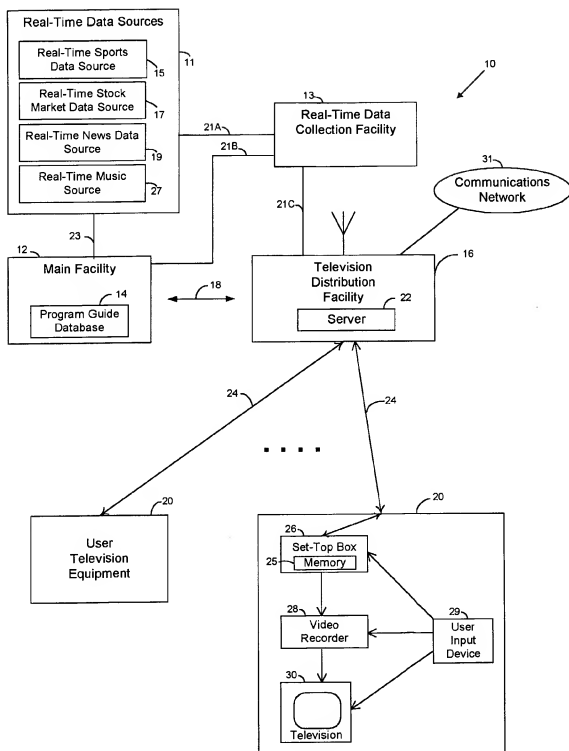 Real-Time Data Sources
11
Real-Time Sports
Data Source
15
Real-Time Stock
Market Data Source
17
Real-Time News Data
Source
19
Real-Time Music
Source
27
10
13
Real-Time Data
Collection Facility
21A
21B
21C
31
Communications
Network
23
12
Main Facility
14
Program Guide
Database
18
16
Television
Distribution
Facility
22
Server
24
24
20
User
Television
Equipment
20
26
Set-Top Box
25
Memory
28
Video
Recorder
29
User
Input
Device
30
Television